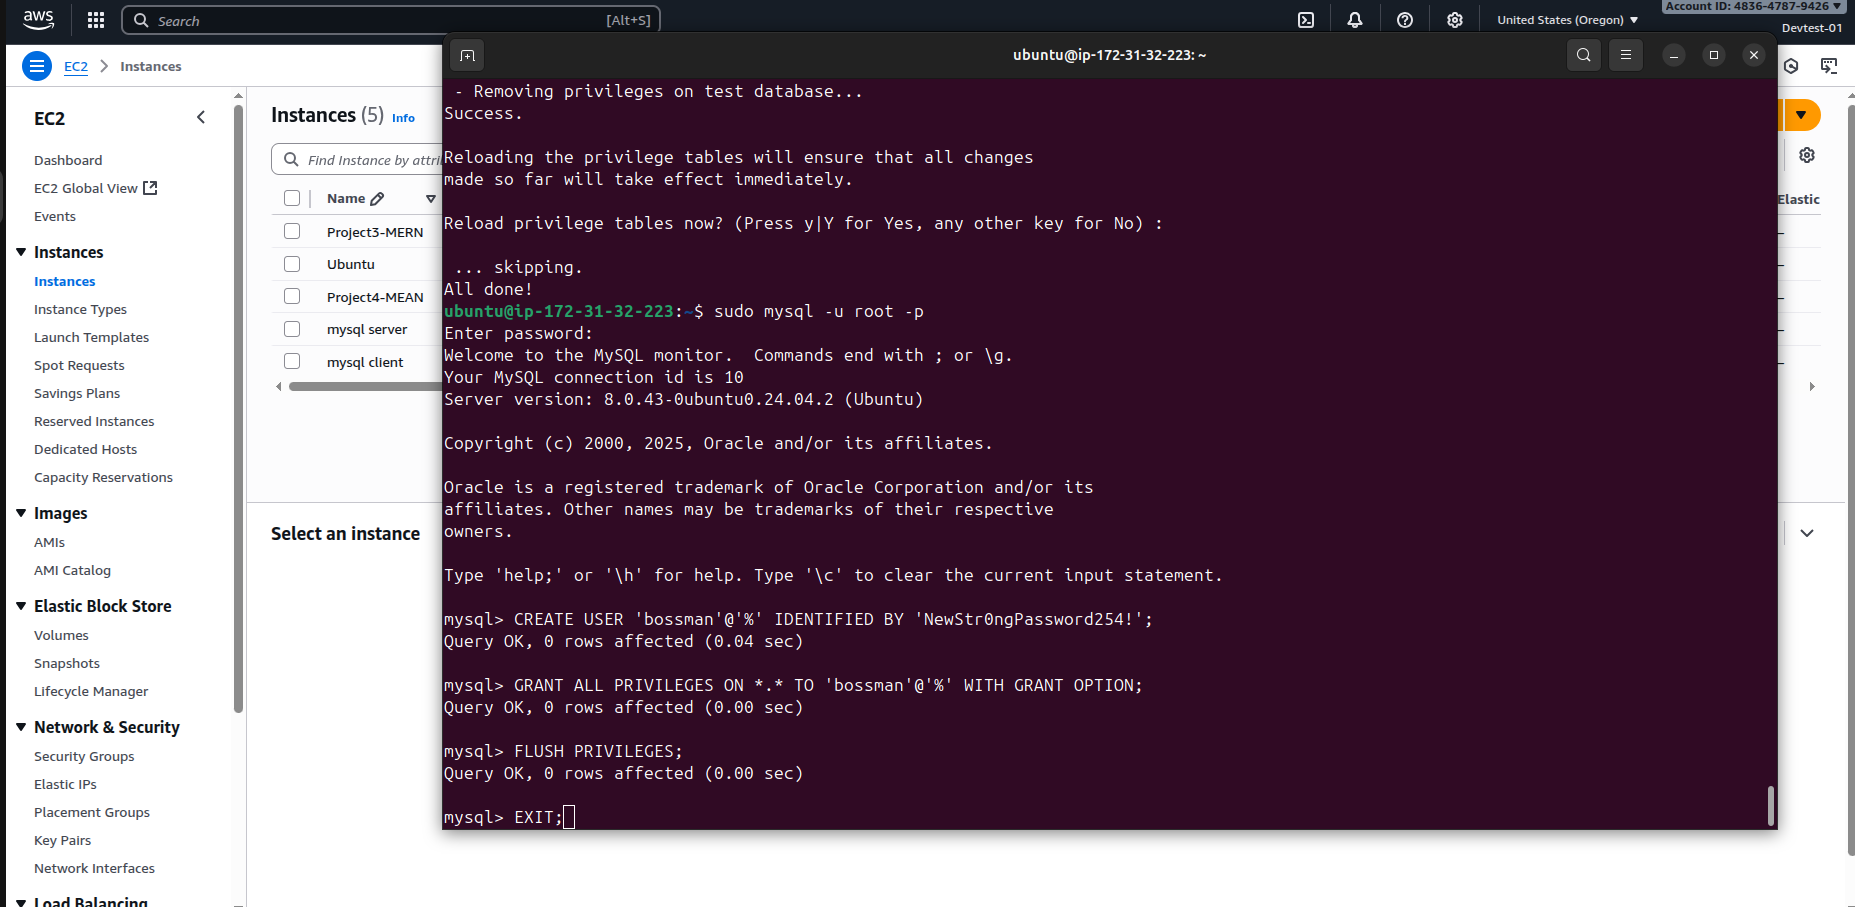 aws
Search
[Alt+S]
United States (Oregon)
Account ID: 4836-4787-9426
Devtest-01
EC2
Instances
EC2
Dashboard
EC2 Global View
Events
Instances
Instances
Instance Types
Launch Templates
Spot Requests
Savings Plans
Reserved Instances
Dedicated Hosts
Capacity Reservations
Images
AMIs
AMI Catalog
Elastic Block Store
Volumes
Snapshots
Lifecycle Manager
Network & Security
Security Groups
Elastic IPs
Placement Groups
Key Pairs
Network Interfaces
Load Balancing
Instances (5) Info
Find Instance by attri
Name
Elastic
Project3-MERN
Ubuntu
Project4-MEAN
mysql server
mysql client
Select an instance
ubuntu@ip-172-31-32-223: ~
- Removing privileges on test database...
Success.
Reloading the privilege tables will ensure that all changes
made so far will take effect immediately.
Reload privilege tables now? (Press y|Y for Yes, any other key for No) :
... skipping.
All done!
ubuntu@ip-172-31-32-223:~$ sudo mysql -u root -p
Enter password:
Welcome to the MySQL monitor.  Commands end with ; or \g.
Your MySQL connection id is 10
Server version: 8.0.43-0ubuntu0.24.04.2 (Ubuntu)
Copyright (c) 2000, 2025, Oracle and/or its affiliates.
Oracle is a registered trademark of Oracle Corporation and/or its
affiliates. Other names may be trademarks of their respective
owners.
Type 'help;' or '\h' for help. Type '\c' to clear the current input statement.
mysql> CREATE USER 'bossman'@'%' IDENTIFIED BY 'NewStr0ngPassword254!';
Query OK, 0 rows affected (0.04 sec)
mysql> GRANT ALL PRIVILEGES ON *.* TO 'bossman'@'%' WITH GRANT OPTION;
Query OK, 0 rows affected (0.00 sec)
mysql> FLUSH PRIVILEGES;
Query OK, 0 rows affected (0.00 sec)
mysql> EXIT;